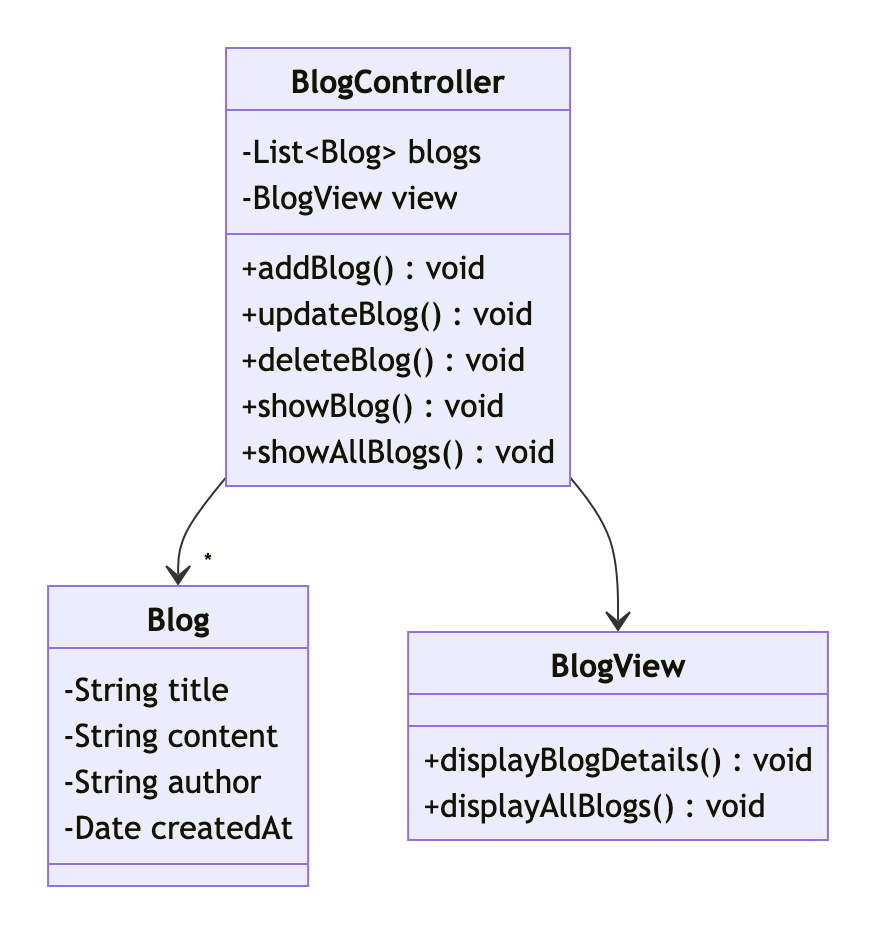 BlogController
-List<Blog> blogs
-BlogView view
+addBlog() : void
+updateBlog() : void
+deleteBlog() : void
+showBlog() : void
+showAllBlogs() : void
*
Blog
-String title
-String content
-String author
-Date createdAt
BlogView
+displayBlogDetails() : void
+displayAllBlogs() : void